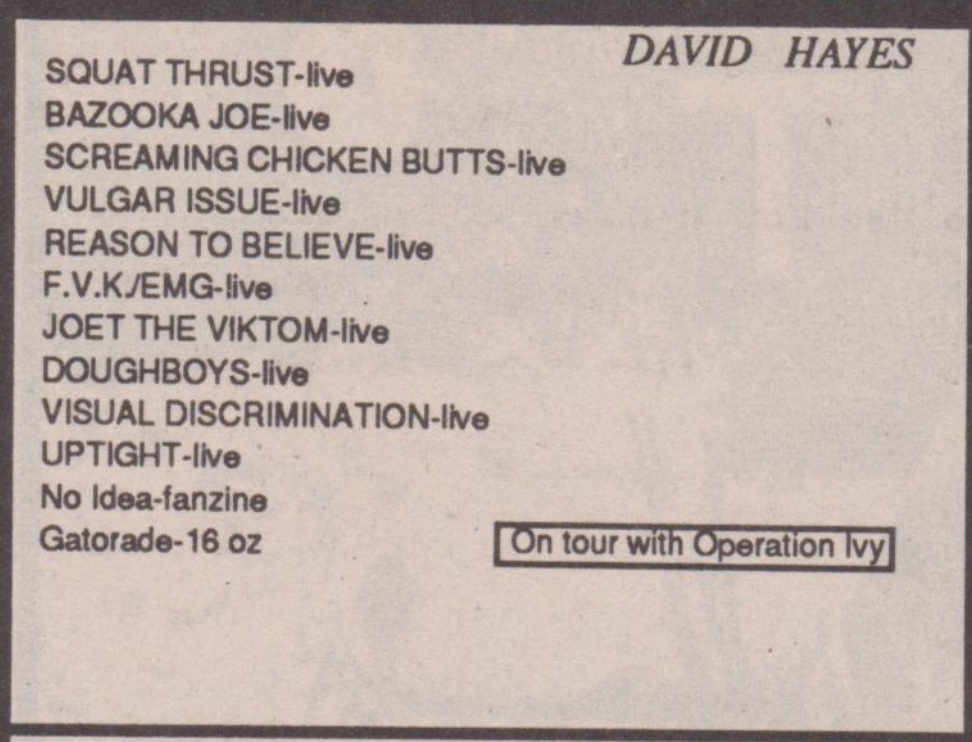 DAVID HAYES
SQUAT THRUST-live
BAZOOKA JOE-live
SCREAMING CHICKEN BUTTS-live
VULGAR ISSUE-live
REASON TO BELIEVE-live
F.V.K./EMG-live
JOET THE VIKTOM-live
DOUGHBOYS-live
VISUAL DISCRIMINATION-live
UPTIGHT-live
No Idea-fanzine
Gatorade-16 oz
On tour with Operation Ivy